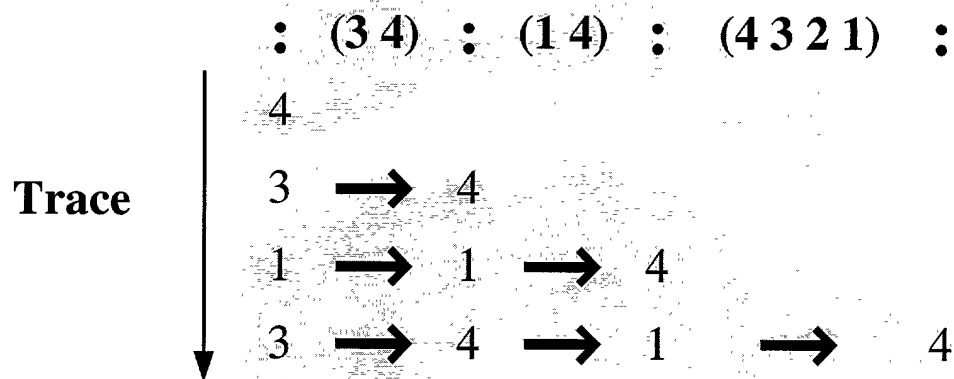 : (3 4) : (1 4) : (4 3 2 1) :
4
Trace
3 → 4
1 → 1 → 4
3 → 4 → 1 → 4